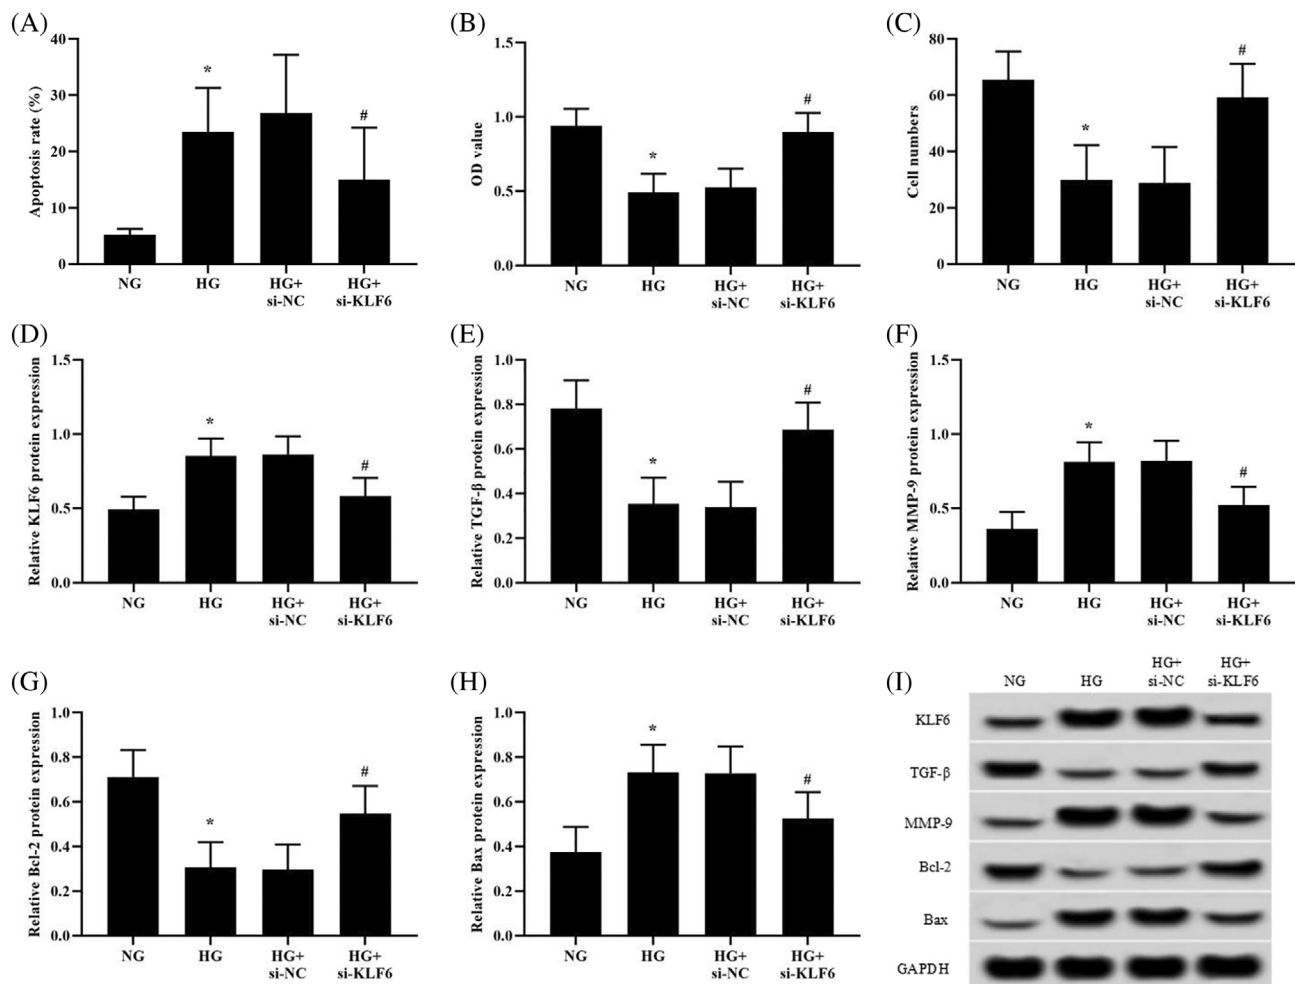 (A)
Apoptosis rate (%)
40
30
20
10
0
*
#
NG
HG
HG+
si-NC
HG+
si-KLF6
(B)
OD value
1.5
1.0
0.5
0.0
*
#
NG
HG
HG+
si-NC
HG+
si-KLF6
(C)
Cell numbers
80
60
40
20
0
*
#
NG
HG
HG+
si-NC
HG+
si-KLF6
(D)
Relative KLF6 protein expression
1.5
1.0
0.5
0.0
*
#
NG
HG
HG+
si-NC
HG+
si-KLF6
(E)
Relative TGF-β protein expression
1.0
0.8
0.6
0.4
0.2
0.0
*
#
NG
HG
HG+
si-NC
HG+
si-KLF6
(F)
Relative MMP-9 protein expression
1.5
1.0
0.5
0.0
*
#
NG
HG
HG+
si-NC
HG+
si-KLF6
(G)
Relative Bcl-2 protein expression
1.0
0.8
0.6
0.4
0.2
0.0
*
#
NG
HG
HG+
si-NC
HG+
si-KLF6
(H)
Relative Bax protein expression
1.0
0.8
0.6
0.4
0.2
0.0
*
#
NG
HG
HG+
si-NC
HG+
si-KLF6
(I)
NG
HG
HG+
si-NC
HG+
si-KLF6
KLF6
TGF-β
MMP-9
Bcl-2
Bax
GAPDH